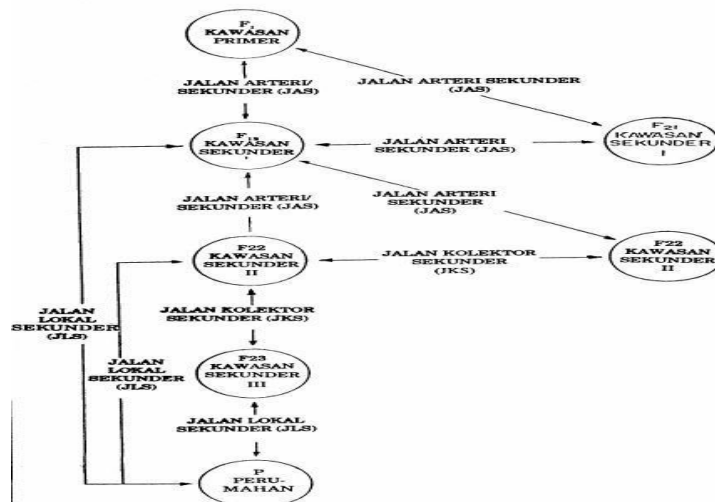 F1
KAWASAN
PRIMER
JALAN ARTERI/
SEKUNDER (JAS)
JALAN ARTERI SEKUNDER
(JAS)
KAWASAN
SEKUNDER
I
JALAN ARTERI
SEKUNDER (JAS)
F21
KAWASAN
SEKUNDER
I
JALAN ARTERI/
SEKUNDER (JAS)
JALAN ARTERI
SEKUNDER
(JAS)
F22
KAWASAN
SEKUNDER
II
JALAN KOLEKTOR
SEKUNDER
(JKS)
F22
KAWASAN
SEKUNDER
II
JALAN KOLEKTOR
SEKUNDER (JKS)
JALAN
LOKAL
SEKUNDER
(JLS)
JALAN
LOKAL
SEKUNDER
(JLS)
F23
KAWASAN
SEKUNDER
III
JALAN LOKAL
SEKUNDER (JLS)
P
PERU-
MAHAN